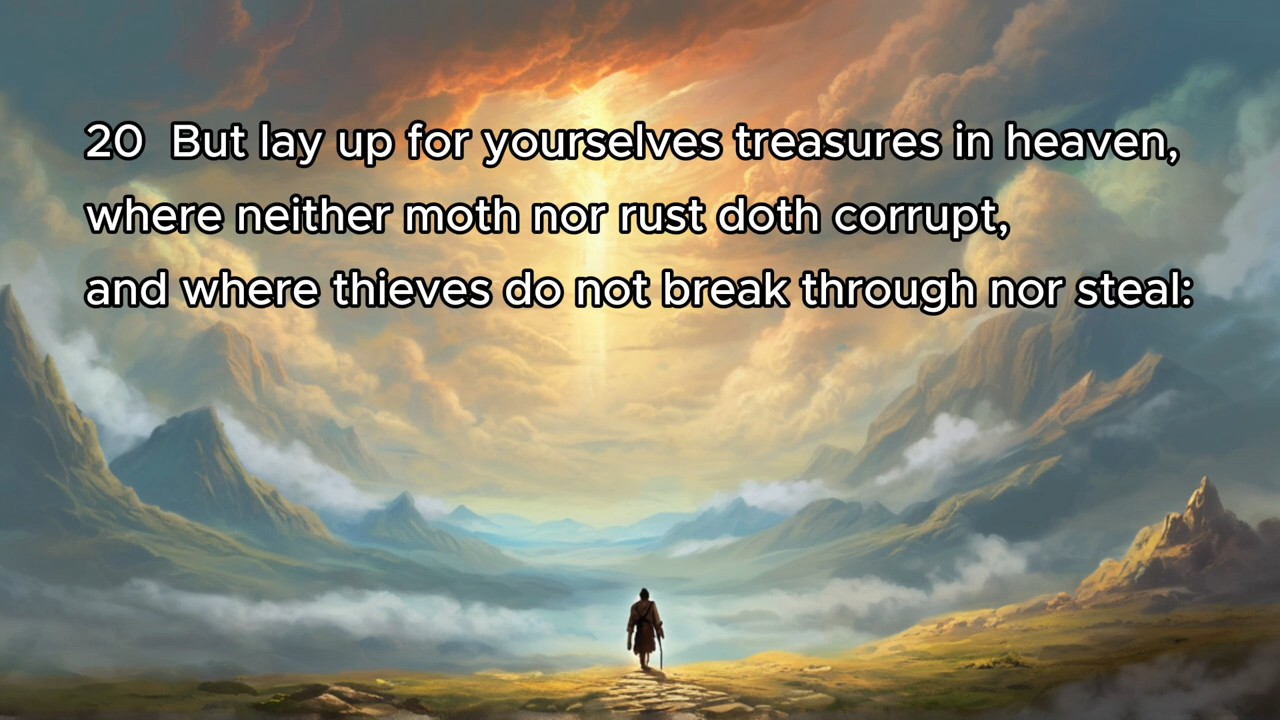 20  But lay up for yourselves treasures in heaven,
where neither moth nor rust doth corrupt,
and where thieves do not break through nor steal: